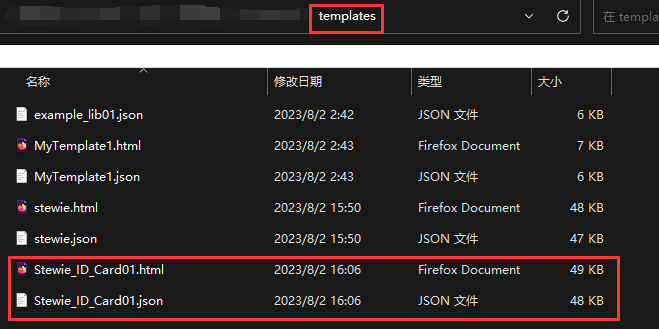 templates
在 templa
名称 修改日期 类型 大小
example_lib01.json 2023/8/2 2:42 JSON 文件 6 KB
MyTemplate1.html 2023/8/2 2:43 Firefox Document 7 KB
MyTemplate1.json 2023/8/2 2:43 JSON 文件 6 KB
stewie.html 2023/8/2 15:50 Firefox Document 48 KB
stewie.json 2023/8/2 15:50 JSON 文件 47 KB
Stewie_ID_Card01.html 2023/8/2 16:06 Firefox Document 49 KB
Stewie_ID_Card01.json 2023/8/2 16:06 JSON 文件 48 KB